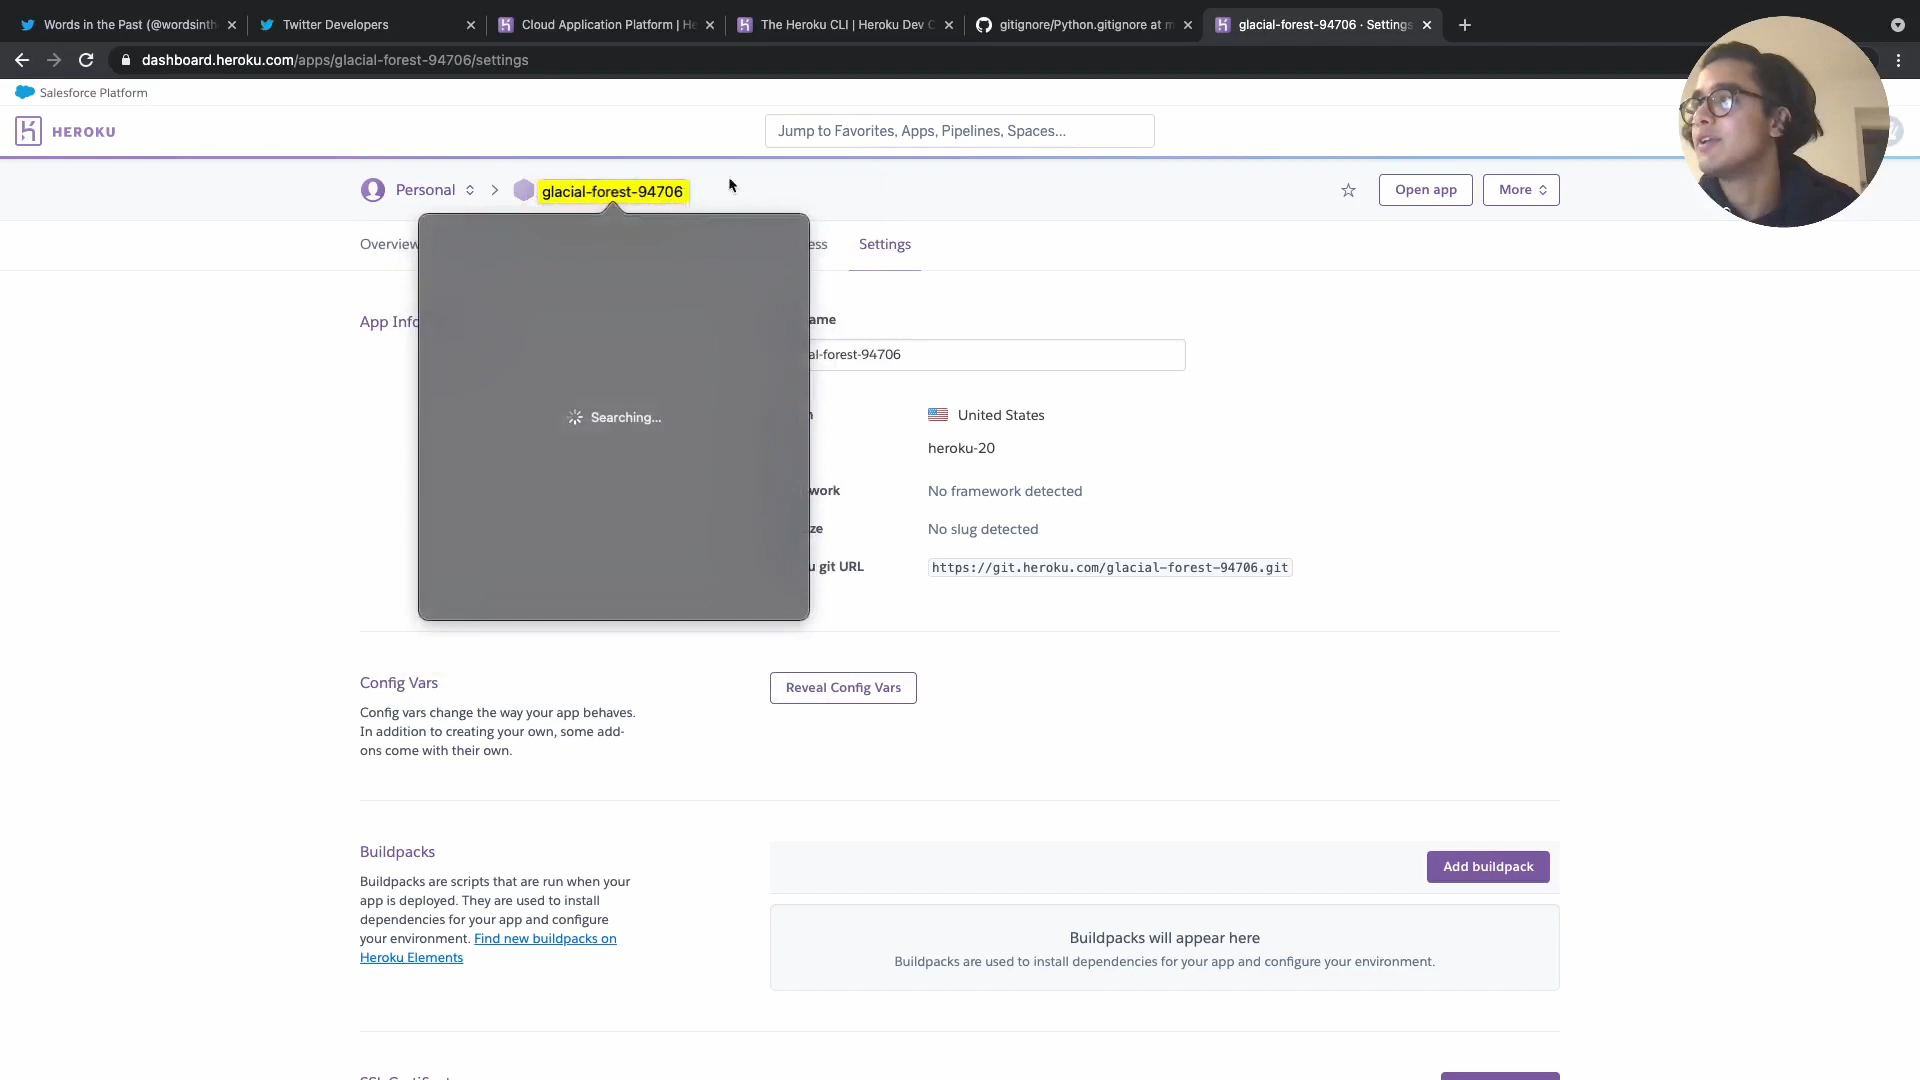 Words in the Past (@wordsinth
Twitter Developers
Cloud Application Platform | He
The Heroku CLI | Heroku Dev C
gitignore/Python.gitignore at m
glacial-forest-94706 · Settings
dashboard.heroku.com/apps/glacial-forest-94706/settings
Salesforce Platform
HEROKU
Jump to Favorites, Apps, Pipelines, Spaces...
Personal
glacial-forest-94706
Open app
More
Overview
ess
Settings
App Info
ame
al-forest-94706
Searching...
n
United States
heroku-20
work
No framework detected
ze
No slug detected
u git URL
https://git.heroku.com/glacial-forest-94706.git
Config Vars
Config vars change the way your app behaves.
In addition to creating your own, some add-
ons come with their own.
Reveal Config Vars
Buildpacks
Buildpacks are scripts that are run when your
app is deployed. They are used to install
dependencies for your app and configure
your environment. Find new buildpacks on
Heroku Elements
Add buildpack
Buildpacks will appear here
Buildpacks are used to install dependencies for your app and configure your environment.